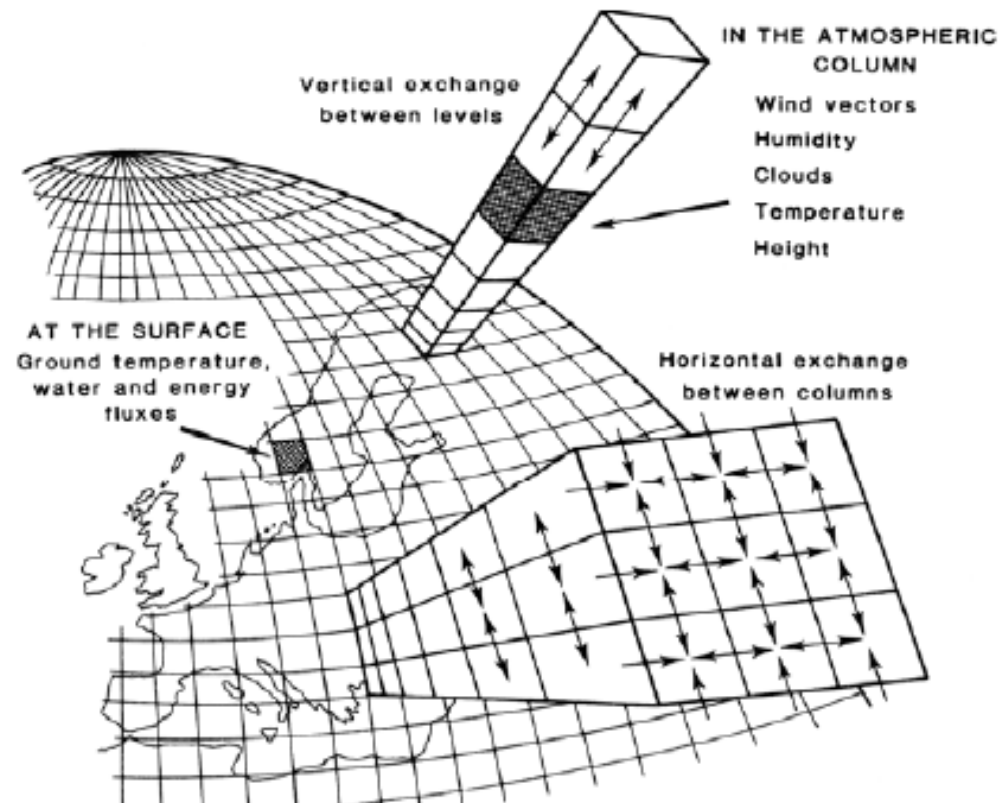 IN THE ATMOSPHERIC
COLUMN
Wind vectors
Humidity
Clouds
Temperature
Height
Vertical exchange
between levels
AT THE SURFACE
Ground temperature,
water and energy
fluxes
Horizontal exchange
between columns